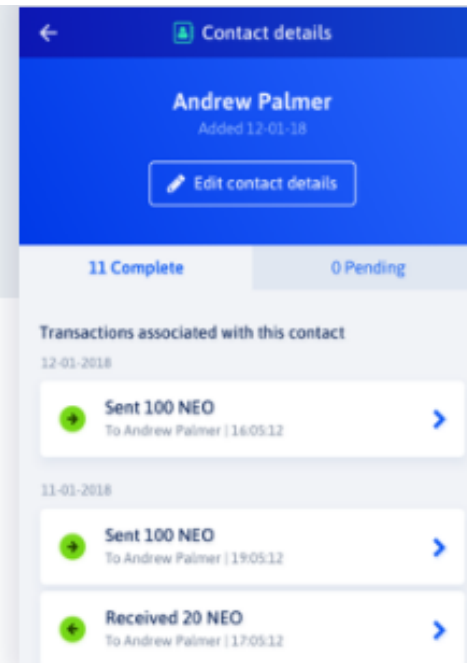 Contact details
Andrew Palmer
Added 12-01-18
Edit contact details
11 Complete
0 Pending
Transactions associated with this contact
12-01-2018
Sent 100 NEO
To Andrew Palmer | 16:05:12
11-01-2018
Sent 100 NEO
To Andrew Palmer | 19:05:12
Received 20 NEO
To Andrew Palmer | 17:05:12